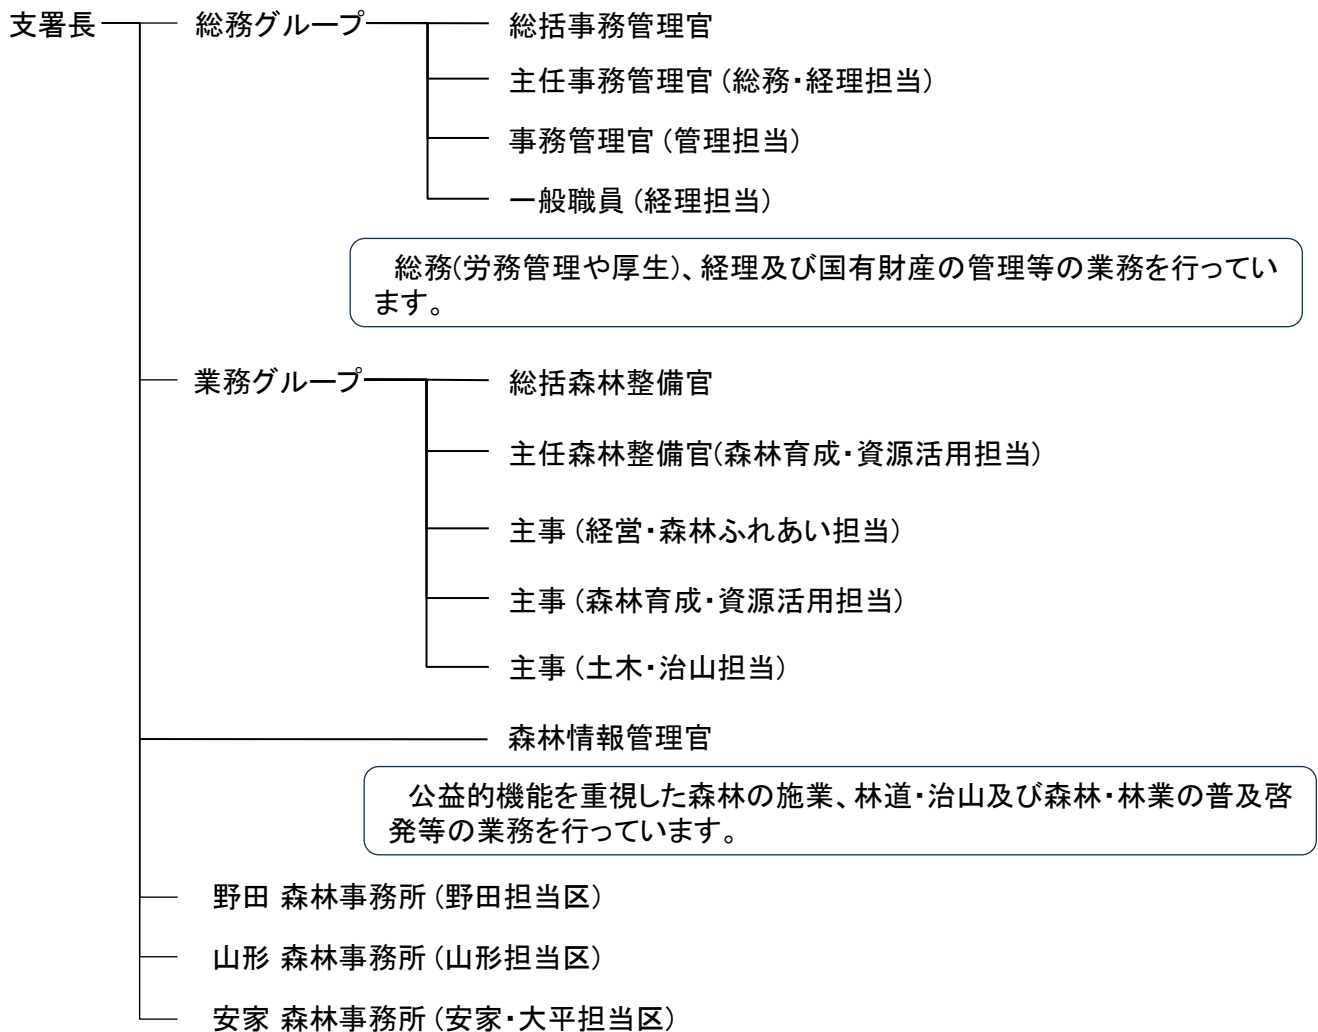 支署長 総務グループ 総括事務管理官
主任事務管理官 (総務・経理担当)
事務管理官 (管理担当)
一般職員 (経理担当)
総務(労務管理や厚生)、経理及び国有財産の管理等の業務を行ってい
ます。
業務グループ 総括森林整備官
主任森林整備官(森林育成・資源活用担当)
主事 (経営・森林ふれあい担当)
主事 (森林育成・資源活用担当)
主事 (土木・治山担当)
森林情報管理官
公益的機能を重視した森林の施業、林道・治山及び森林・林業の普及啓
発等の業務を行っています。
野田 森林事務所 (野田担当区)
山形 森林事務所 (山形担当区)
安家 森林事務所 (安家・大平担当区)